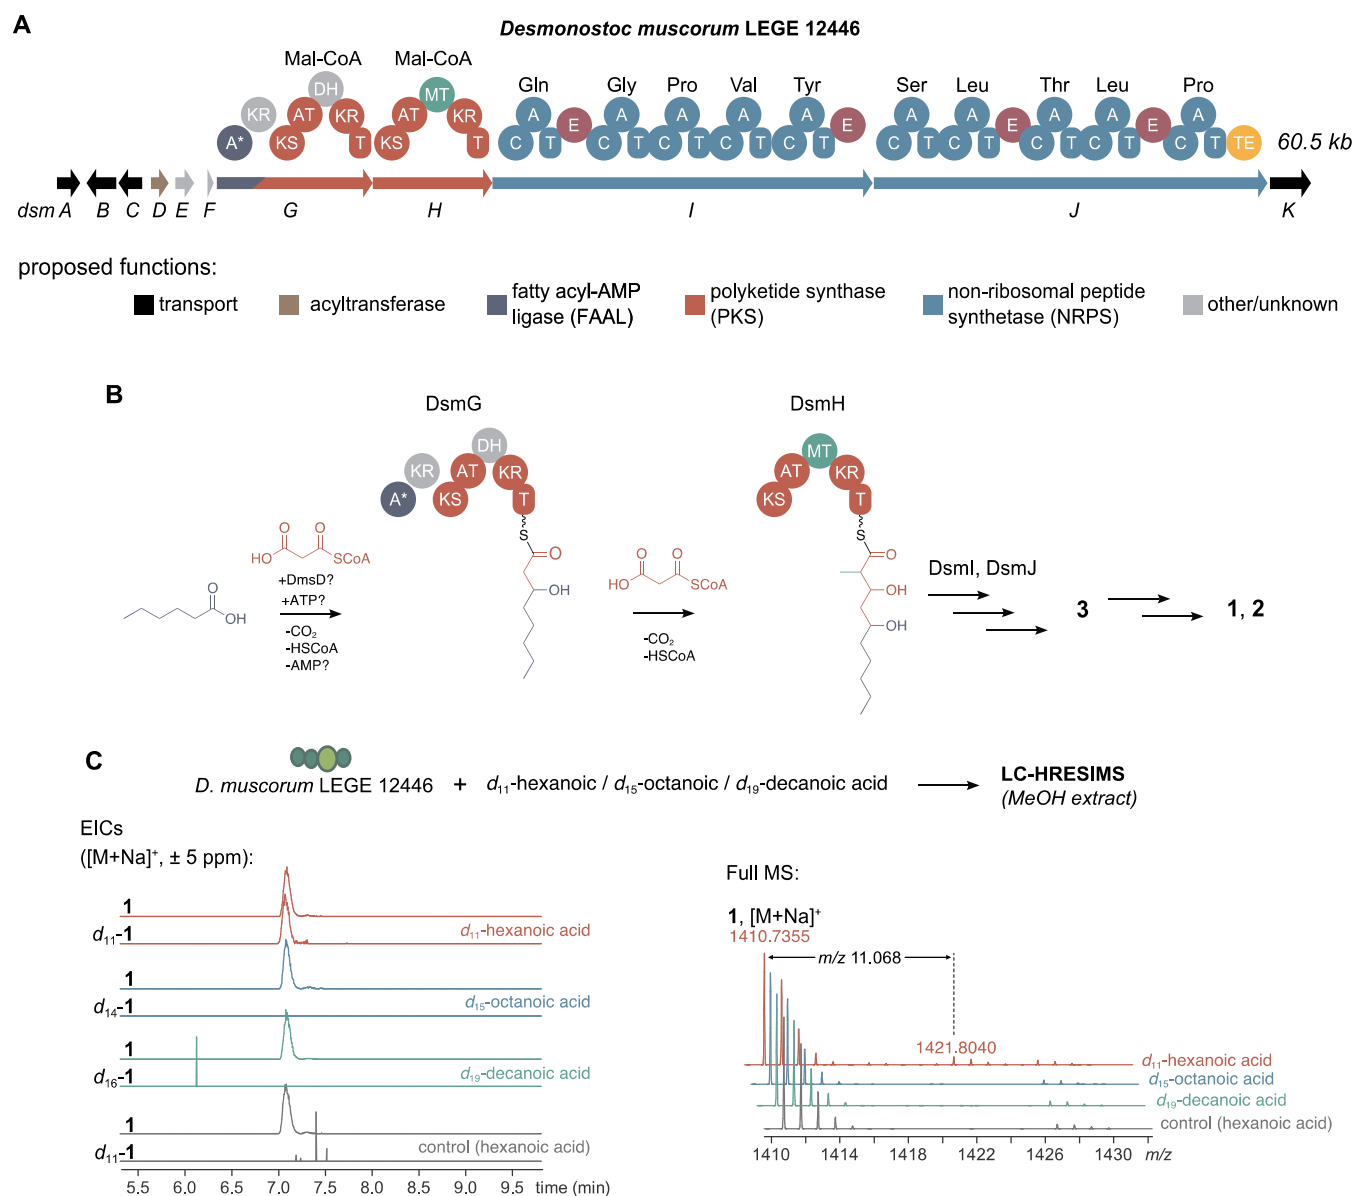 A
Desmonostoc muscorum LEGE 12446
Mal-CoA Mal-CoA Gln Gly Pro Val Tyr Ser Leu Thr Leu Pro
DH MT
KR AT KR AT KR A E A A A A E A A E A A E A
A* KS T KS T C T C T C T C T C T C T C T C T C T C T TE 60.5 kb
dsm A B C D E F G H I J K
proposed functions:
transport
acyltransferase
fatty acyl-AMP
ligase (FAAL)
polyketide synthase
(PKS)
non-ribosomal peptide
synthetase (NRPS)
other/unknown
B
DsmG DsmH
DH MT
KR AT KR AT KR
A* KS T KS T
O O
HO SCoA
+DmsD?
+ATP?
-CO2
-HSCoA
-AMP?
O
OH
S
O
OH
O O
HO SCoA
-CO2
-HSCoA
S
O
OH
OH
DsmI, DsmJ
3
1, 2
C
D. muscorum LEGE 12446 + d11-hexanoic / d15-octanoic / d19-decanoic acid
LC-HRESIMS
(MeOH extract)
EICs
([M+Na]+, ± 5 ppm):
1
d11-1 d11-hexanoic acid
1
d14-1 d15-octanoic acid
1
d16-1 d19-decanoic acid
1
d11-1 control (hexanoic acid)
5.5 6.0 6.5 7.0 7.5 8.0 8.5 9.0 9.5 time (min)
Full MS:
1, [M+Na]+
1410.7355
m/z 11.068
1421.8040
d11-hexanoic acid
d15-octanoic acid
d19-decanoic acid
control (hexanoic acid)
1410 1414 1418 1422 1426 1430 m/z